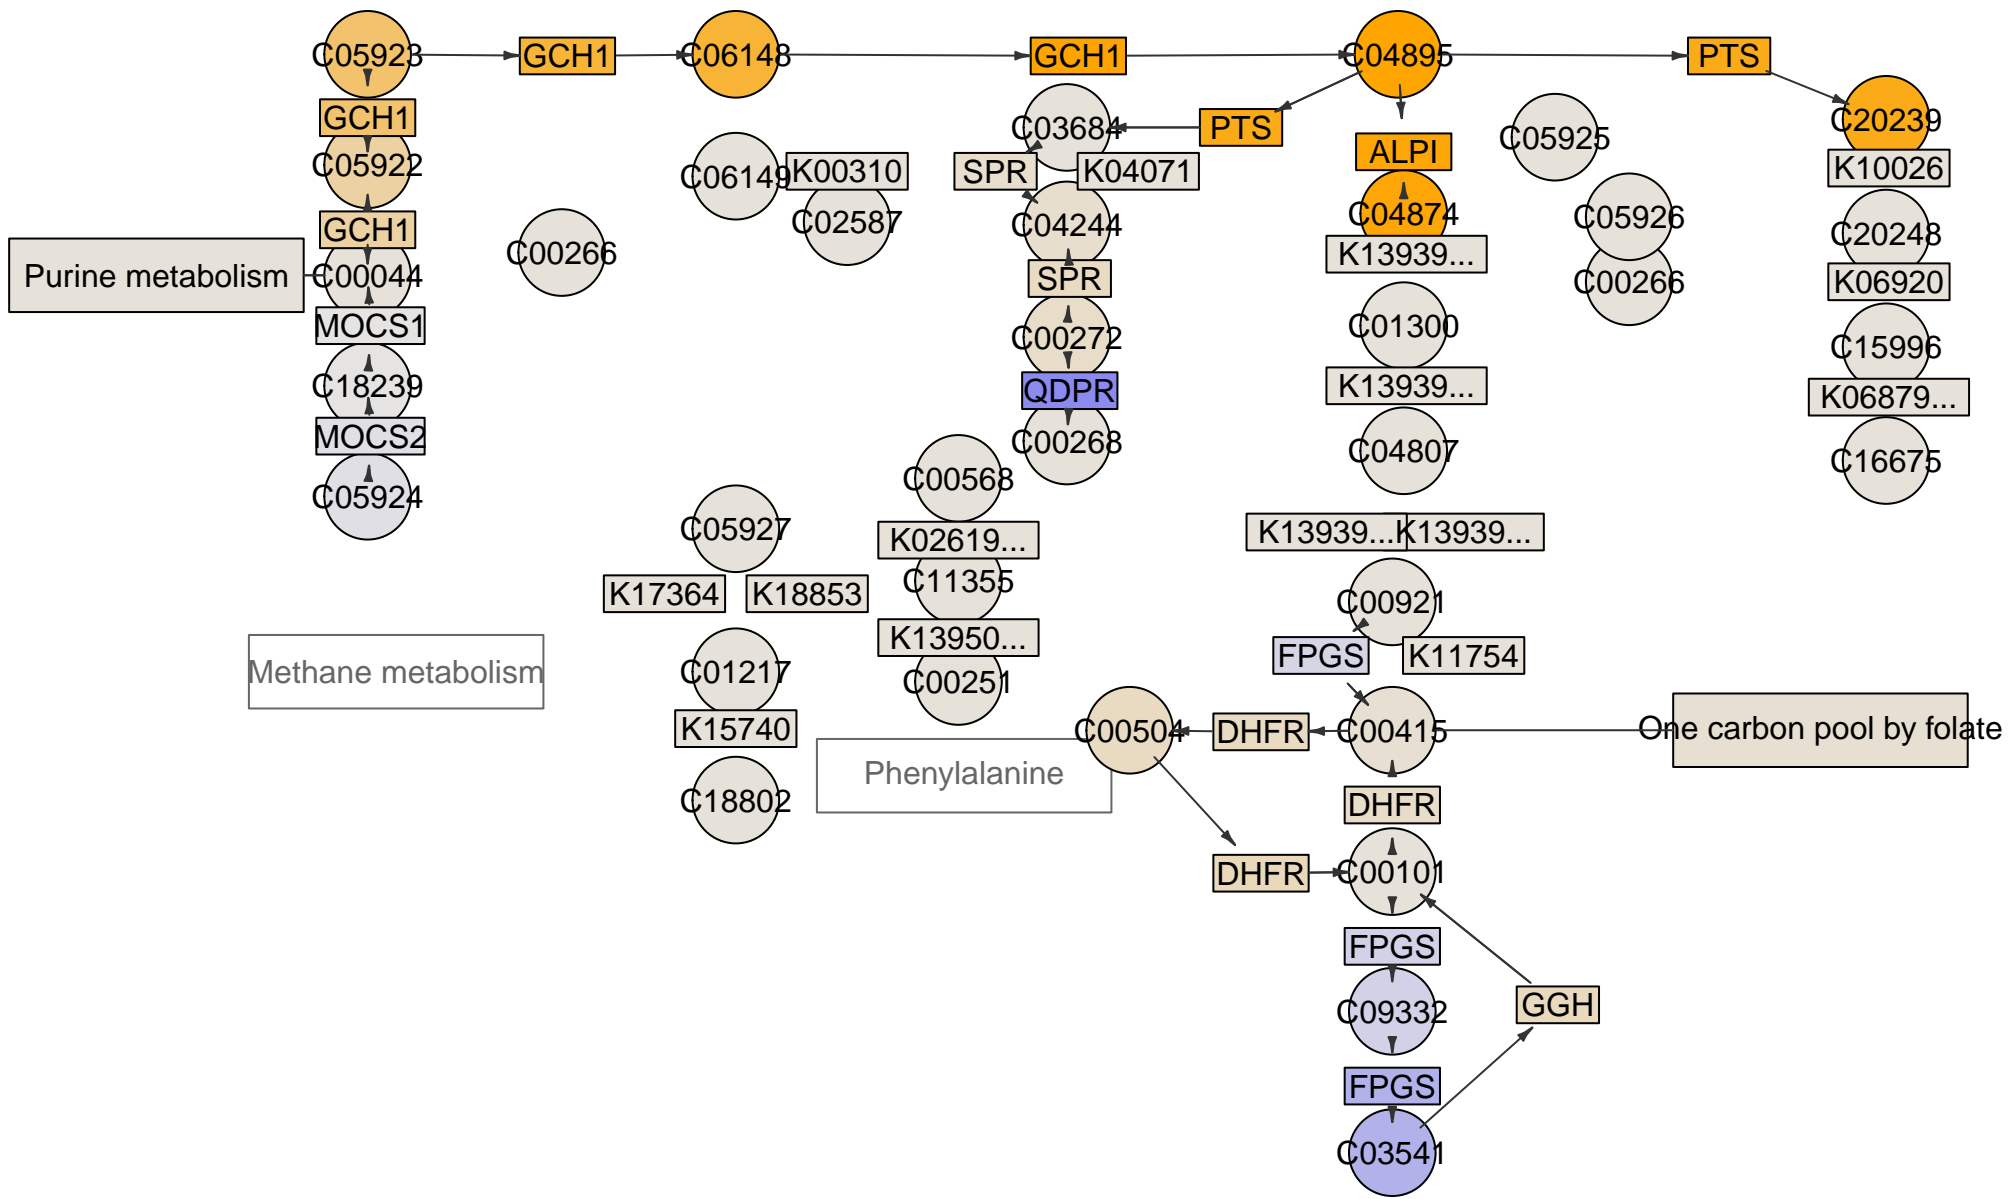 C05923
GCH1
C06148
GCH1
C04895
PTS
C20239
GCH1
C05922
GCH1
Purine metabolism
C00044
MOCS1
C18239
MOCS2
C05924
C00266
C06149
K00310
C02587
C03684
PTS
SPR
K04071
C04244
SPR
C00272
QDPR
C00268
ALPI
C04874
K13939...
C01300
K13939...
C04807
C05925
C05926
C00266
K10026
C20248
K06920
C15996
K06879...
C16675
C00568
K02619...
C11355
K13950...
C00251
C05927
K17364
K18853
C01217
K15740
C18802
Methane metabolism
Phenylalanine
K13939...
K13939...
C00921
FPGS
K11754
C00504
DHFR
C00415
One carbon pool by folate
DHFR
DHFR
C00101
FPGS
C09332
GGH
FPGS
C03541